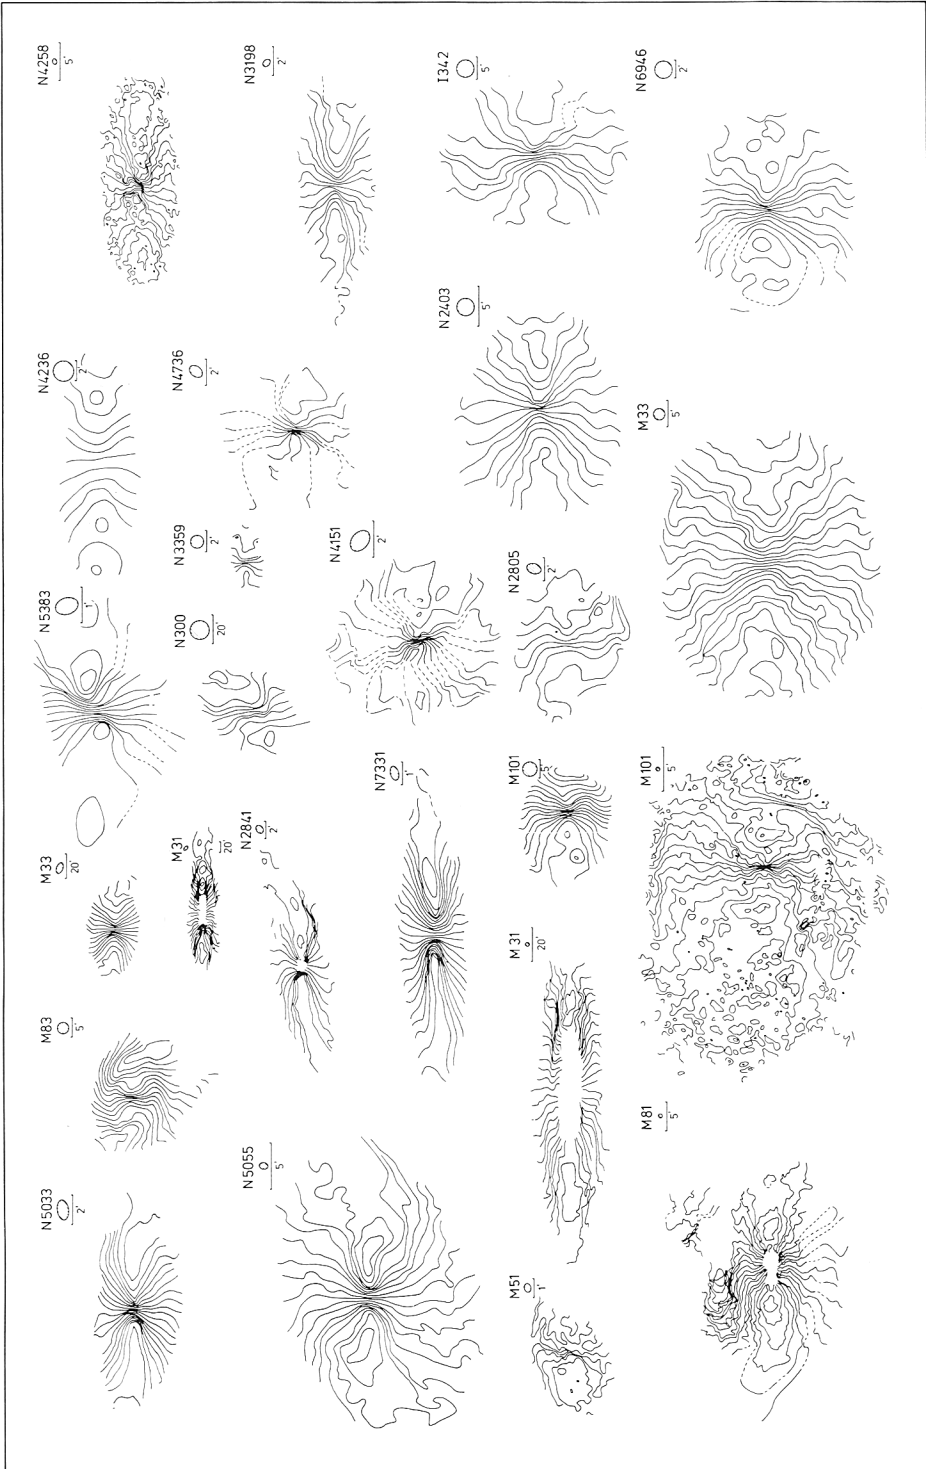 N5033
2'
M83
5'
M33
20'
N5383
1'
N4236
2'
N4258
5'
M31
20'
N300
20'
N3359
2'
N4736
2'
N5055
5'
N2841
2'
N3198
2'
N7331
1'
N4151
2'
N2403
5'
I342
5'
M51
1'
M31
20'
M101
5'
N2805
2'
M81
5'
M101
5'
M33
5'
N6946
2'